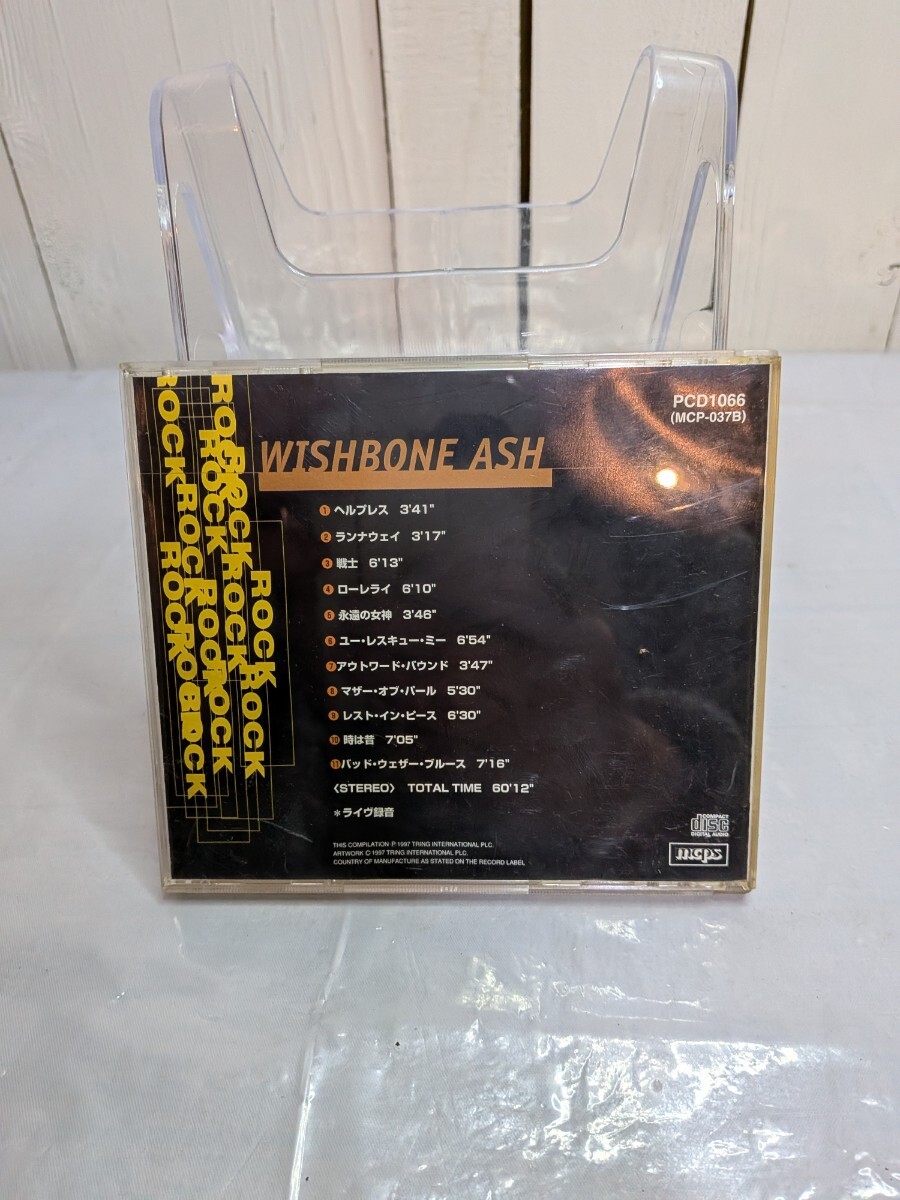 PCD1066
(MCP-037B)
WISHBONE ASH
1 ヘルプレス 3'41"
2 ランナウェイ 3'17"
3 戦士 6'13"
4 ローレライ 6'10"
5 永遠の女神 3'46"
6 ユー・レスキュー・ミー 6'54"
7 アウトワード・バウンド 3'47"
8 マザー・オブ・パール 5'30"
9 レスト・イン・ピース 6'30"
10 時は昔 7'05"
11 バッド・ウェザー・ブルース 7'16"
〈STEREO〉 TOTAL TIME 60'12"
＊ライヴ録音
THIS COMPILATION Ⓟ 1997 TRING INTERNATIONAL PLC.
ARTWORK © 1997 TRING INTERNATIONAL PLC.
COUNTRY OF MANUFACTURE AS STATED ON THE RECORD LABEL
COMPACT
disc
DIGITAL AUDIO
mcps
ROCK
ROCK
ROCK
ROCK
ROCK
ROCK
ROCK
ROCK
ROCK
ROCK
ROCK